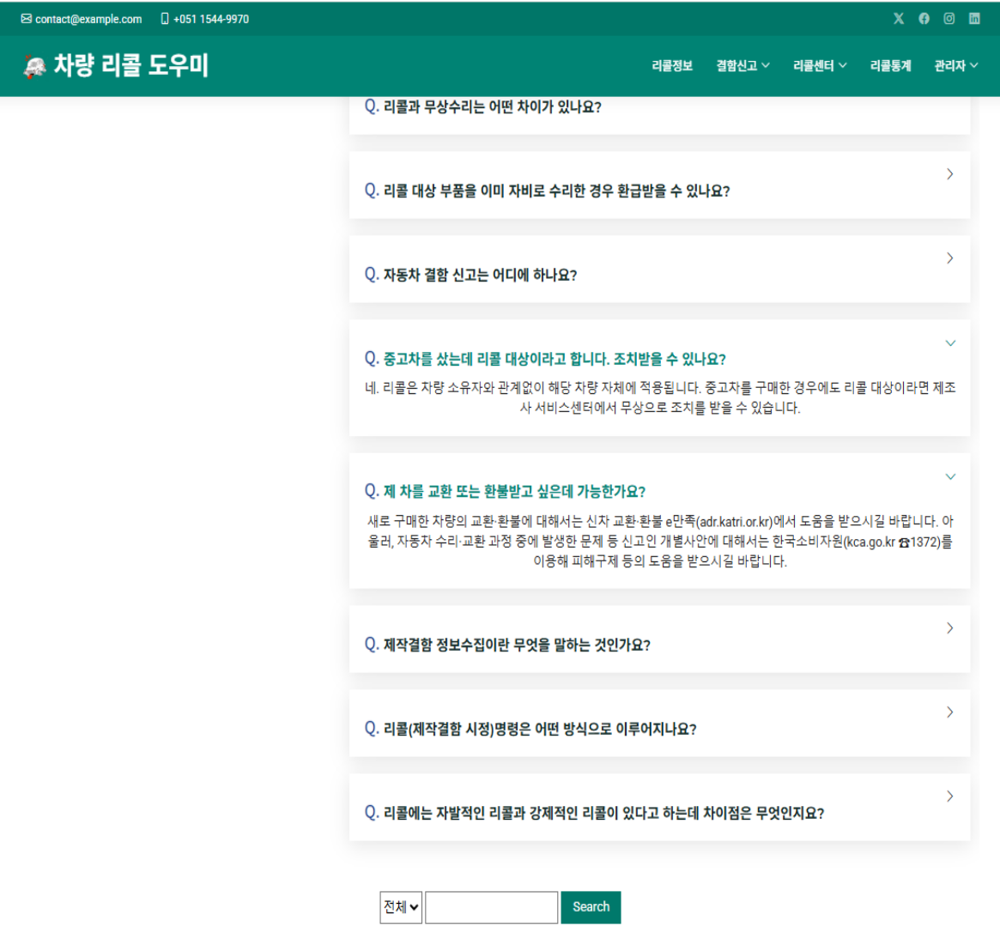 contact@example.com +051 1544-9970
차량 리콜 도우미
리콜정보 결함신고 리콜센터 리콜통계 관리자
Q. 리콜과 무상수리는 어떤 차이가 있나요?
Q. 리콜 대상 부품을 이미 자비로 수리한 경우 환급받을 수 있나요?
Q. 자동차 결함 신고는 어디에 하나요?
Q. 중고차를 샀는데 리콜 대상이라고 합니다. 조치받을 수 있나요?
네. 리콜은 차량 소유자와 관계없이 해당 차량 자체에 적용됩니다. 중고차를 구매한 경우에도 리콜 대상이라면 제조
사 서비스센터에서 무상으로 조치를 받을 수 있습니다.
Q. 제 차를 교환 또는 환불받고 싶은데 가능한가요?
새로 구매한 차량의 교환·환불에 대해서는 신차 교환·환불 e만족(adr.katri.or.kr)에서 도움을 받으시길 바랍니다. 아
울러, 자동차 수리·교환 과정 중에 발생한 문제 등 신고인 개별사안에 대해서는 한국소비자원(kca.go.kr ☎1372)를
이용해 피해구제 등의 도움을 받으시길 바랍니다.
Q. 제작결함 정보수집이란 무엇을 말하는 것인가요?
Q. 리콜(제작결함 시정)명령은 어떤 방식으로 이루어지나요?
Q. 리콜에는 자발적인 리콜과 강제적인 리콜이 있다고 하는데 차이점은 무엇인지요?
전체 Search